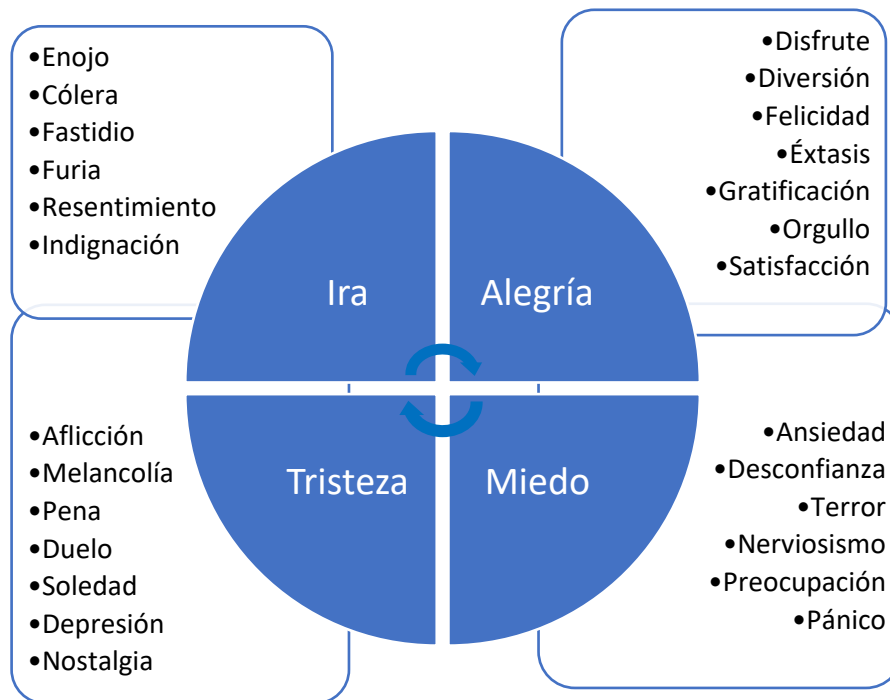 •Enojo
•Cólera
•Fastidio
•Furia
•Resentimiento
•Indignación
•Disfrute
•Diversión
•Felicidad
•Éxtasis
•Gratificación
•Orgullo
•Satisfacción
Ira
Alegría
Tristeza
Miedo
•Aflicción
•Melancolía
•Pena
•Duelo
•Soledad
•Depresión
•Nostalgia
•Ansiedad
•Desconfianza
•Terror
•Nerviosismo
•Preocupación
•Pánico